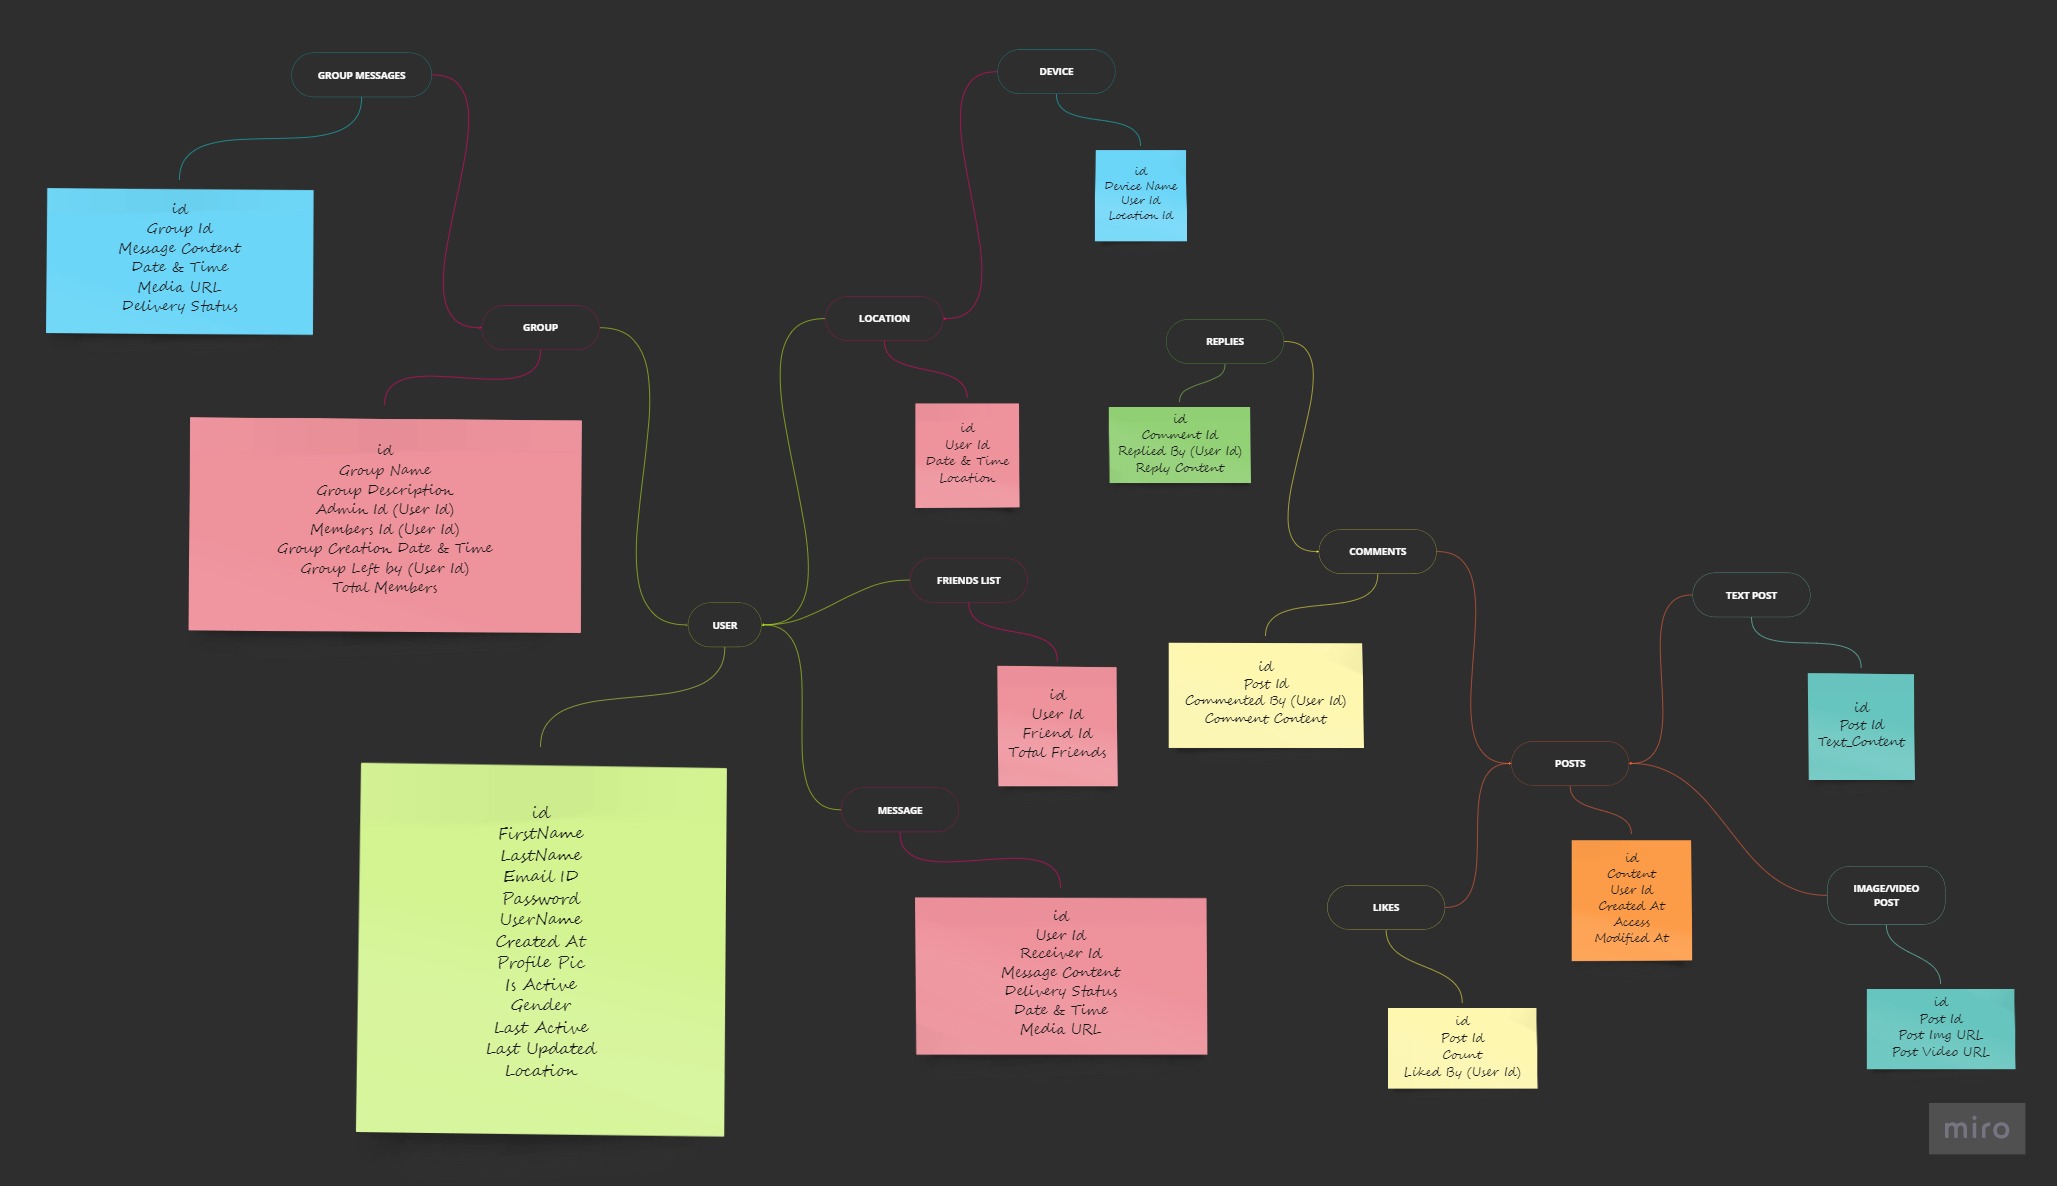 GROUP MESSAGES
id
Group Id
Message Content
Date & Time
Media URL
Delivery Status
GROUP
id
Group Name
Group Description
Admin Id (User Id)
Members Id (User Id)
Group Creation Date & Time
Group Left by (User Id)
Total Members
USER
id
FirstName
LastName
Email ID
Password
UserName
Created At
Profile Pic
Is Active
Gender
Last Active
Last Updated
Location
DEVICE
id
Device Name
User Id
Location Id
LOCATION
id
User Id
Date & Time
Location
FRIENDS LIST
id
User Id
Friend Id
Total Friends
MESSAGE
id
User Id
Receiver Id
Message Content
Delivery Status
Date & Time
Media URL
REPLIES
id
Comment Id
Replied By (User Id)
Reply Content
COMMENTS
id
Post Id
Commented By (User Id)
Comment Content
POSTS
id
Content
User Id
Created At
Access
Modified At
LIKES
id
Post Id
Count
Liked By (User Id)
TEXT POST
id
Post Id
Text_Content
IMAGE/VIDEO
POST
id
Post Id
Post Img URL
Post Video URL
miro